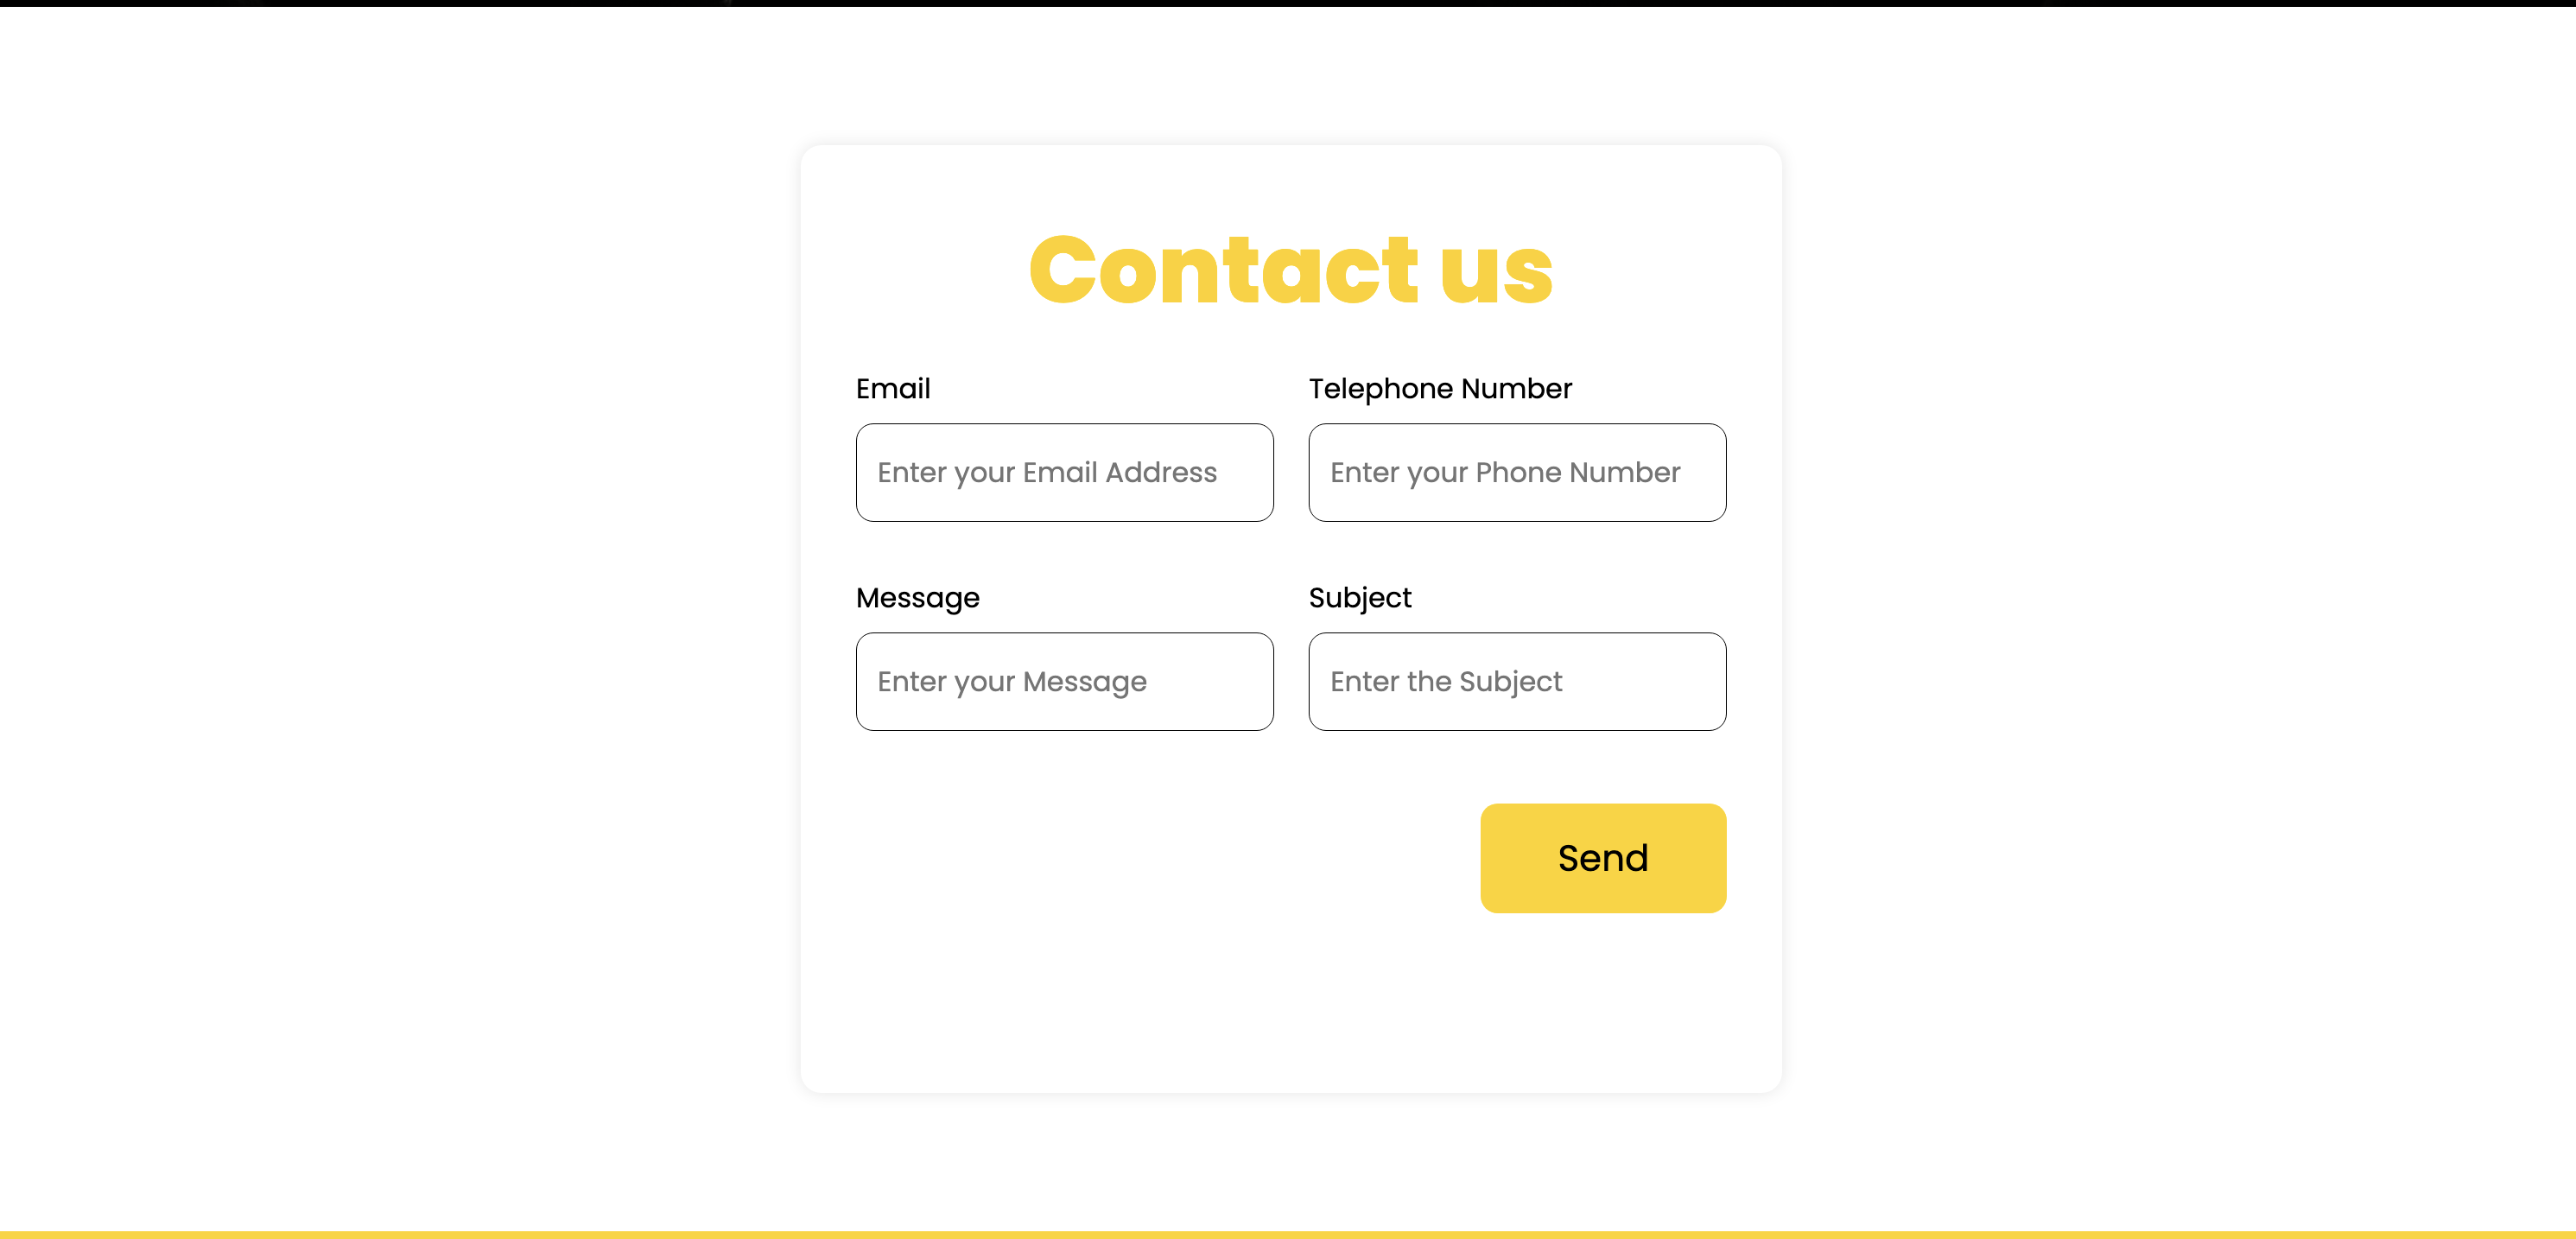 Contact us
Email
Telephone Number
Enter your Email Address
Enter your Phone Number
Message
Subject
Enter your Message
Enter the Subject
Send